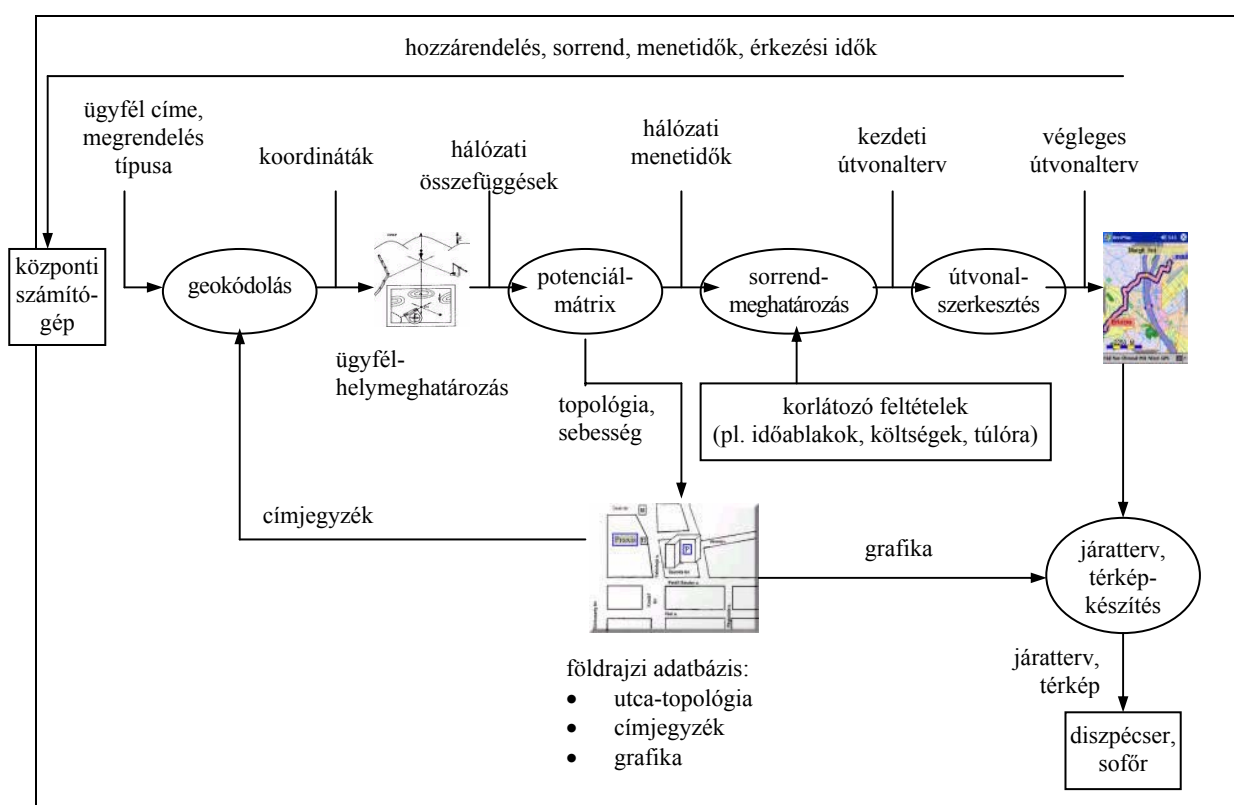 hozzárendelés, sorrend, menetidők, érkezési idők
ügyfél címe,
megrendelés
típusa
koordináták
hálózati
összefüggések
hálózati
menetidők
kezdeti
útvonalterv
végleges
útvonalterv
központi
számító-
gép
geokódolás
potenciál-
mátrix
sorrend-
meghatározás
útvonal-
szerkesztés
ügyfél-
helymeghatározás
topológia,
sebesség
korlátozó feltételek
(pl. időablakok, költségek, túlóra)
címjegyzék
P
grafika
járatterv,
térkép-
készítés
földrajzi adatbázis:
• utca-topológia
• címjegyzék
• grafika
járatterv,
térkép
diszpécser,
sofőr